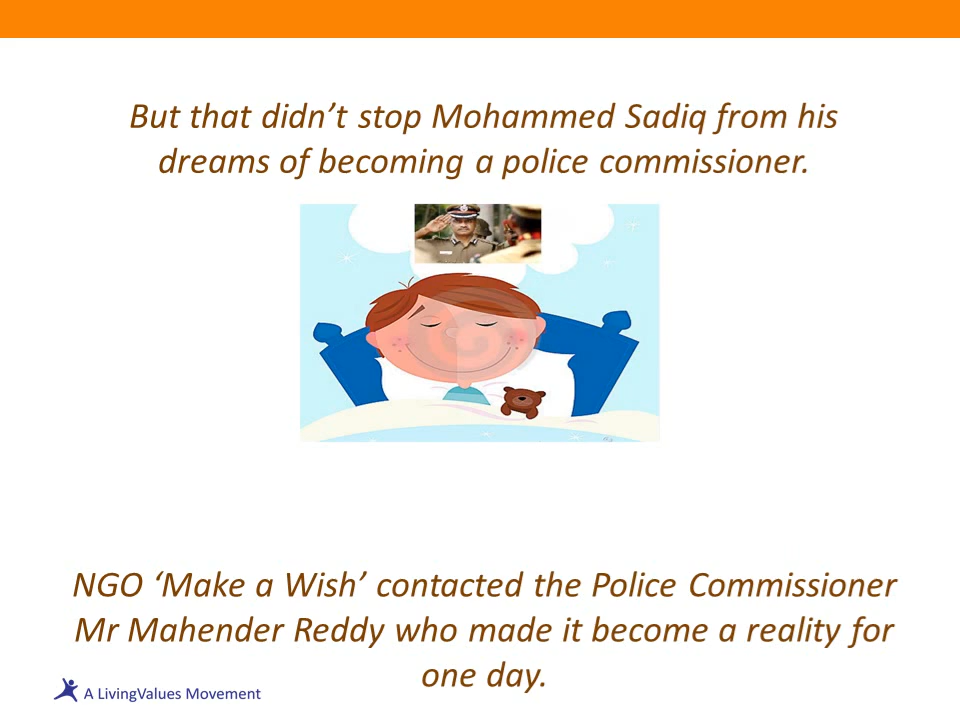 But that didn’t stop Mohammed Sadiq from his
dreams of becoming a police commissioner.
NGO ‘Make a Wish’ contacted the Police Commissioner
Mr Mahender Reddy who made it become a reality for
one day.
A LivingValues Movement